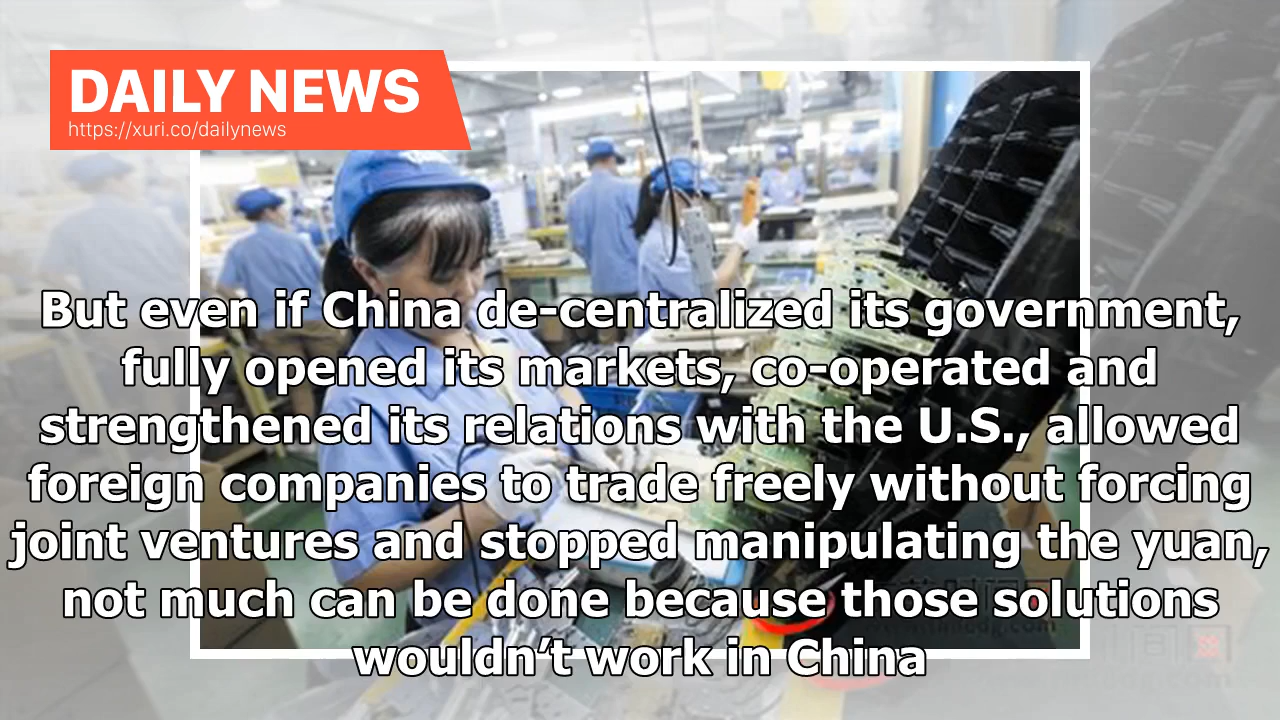 DAILY NEWS
https://xuri.co/dailynews
But even if China de-centralized its government,
fully opened its markets, co-operated and
strengthened its relations with the U.S., allowed
foreign companies to trade freely without forcing
joint ventures and stopped manipulating the yuan,
not much can be done because those solutions
wouldn’t work in China